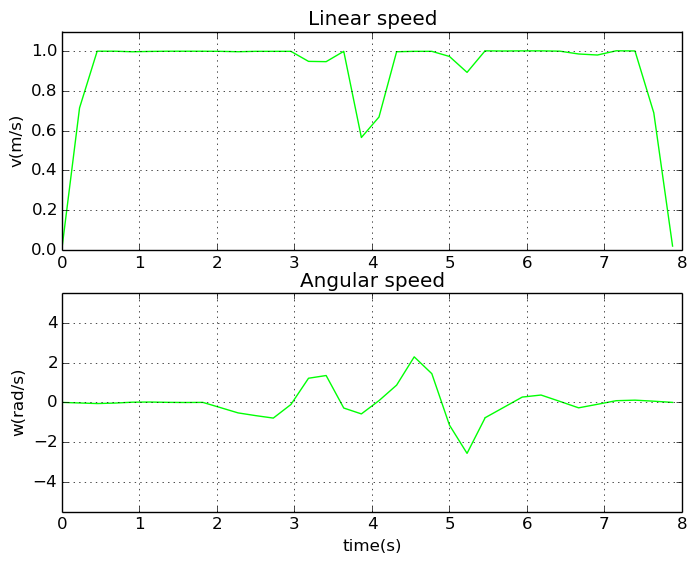 Linear speed
1.0
0.8
0.6
0.4
0.2
0.0
v(m/s)
0 1 2 3 4 5 6 7 8
Angular speed
4
2
0
−2
−4
w(rad/s)
0 1 2 3 4 5 6 7 8
time(s)